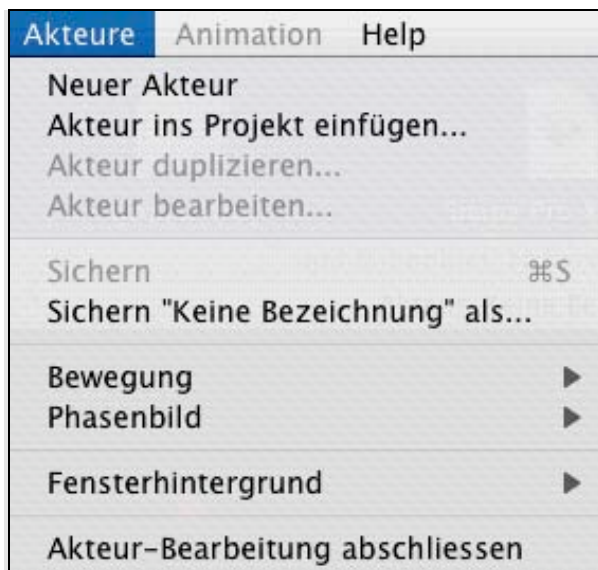 Akteure Animation Help
Neuer Akteur
Akteur ins Projekt einfügen...
Akteur duplizieren...
Akteur bearbeiten...
Sichern ⌘S
Sichern "Keine Bezeichnung" als...
Bewegung
Phasenbild
Fensterhintergrund
Akteur-Bearbeitung abschliessen